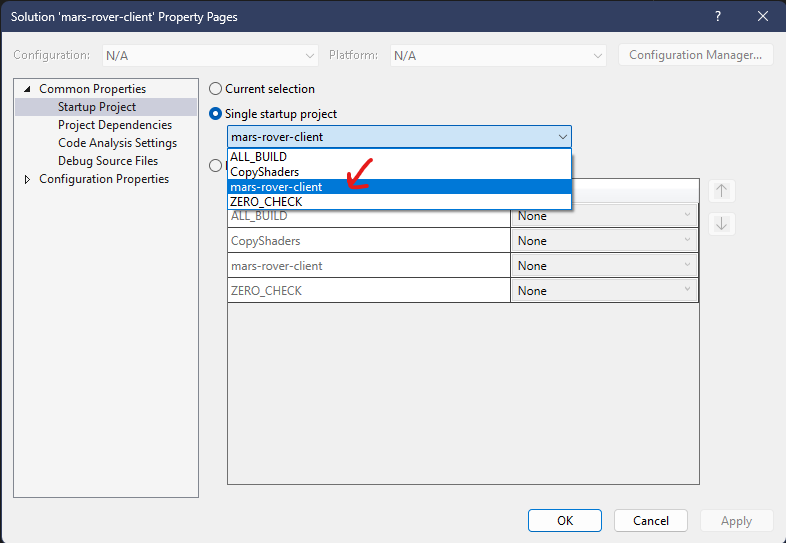 Solution 'mars-rover-client' Property Pages
?
Configuration:
N/A
Platform:
N/A
Configuration Manager...
Common Properties
Startup Project
Project Dependencies
Code Analysis Settings
Debug Source Files
Configuration Properties
Current selection
Single startup project
mars-rover-client
ALL_BUILD
CopyShaders
mars-rover-client
ZERO_CHECK
ALL_BUILD
None
CopyShaders
None
mars-rover-client
None
ZERO_CHECK
None
OK
Cancel
Apply